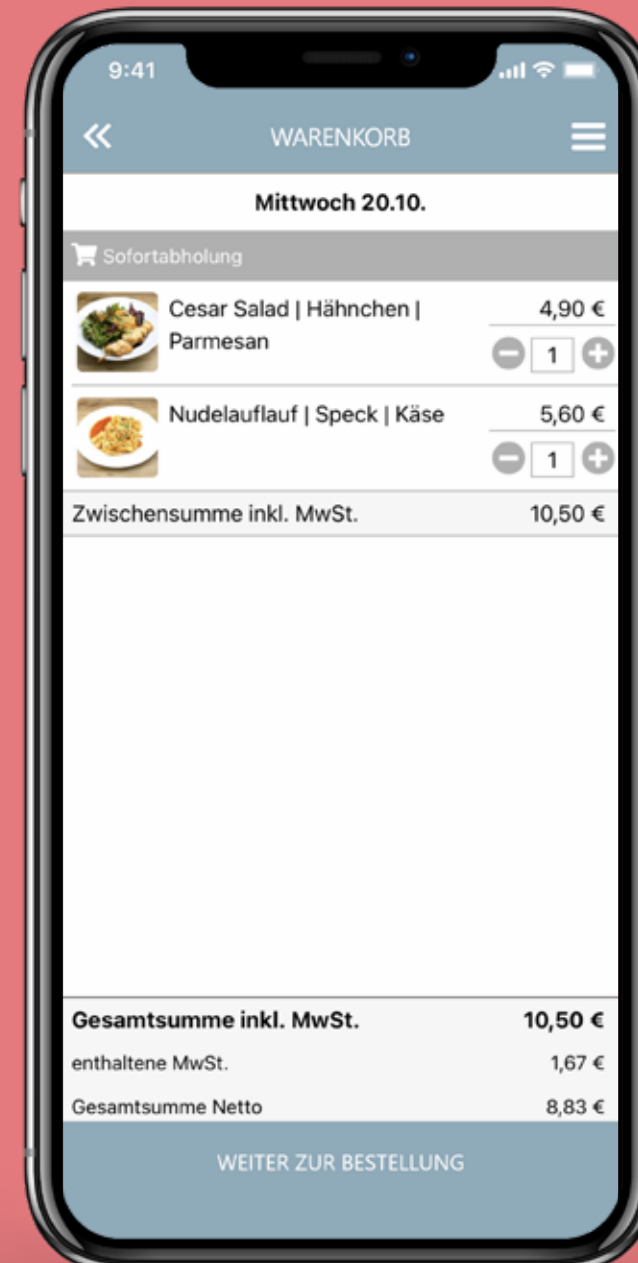 9:41
WARENKORB
Mittwoch 20.10.
Sofortabholung
Cesar Salad | Hähnchen |
Parmesan
4,90 €
1
Nudelauflauf | Speck | Käse
5,60 €
1
Zwischensumme inkl. MwSt. 10,50 €
Gesamtsumme inkl. MwSt. 10,50 €
enthaltene MwSt. 1,67 €
Gesamtsumme Netto 8,83 €
WEITER ZUR BESTELLUNG